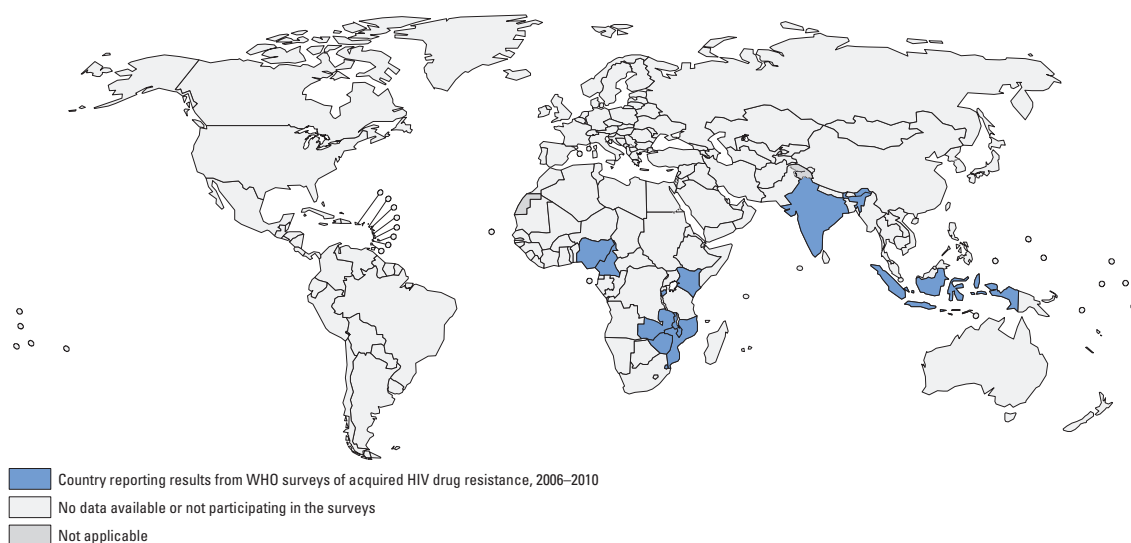 Country reporting results from WHO surveys of acquired HIV drug resistance, 2006–2010
No data available or not participating in the surveys
Not applicable